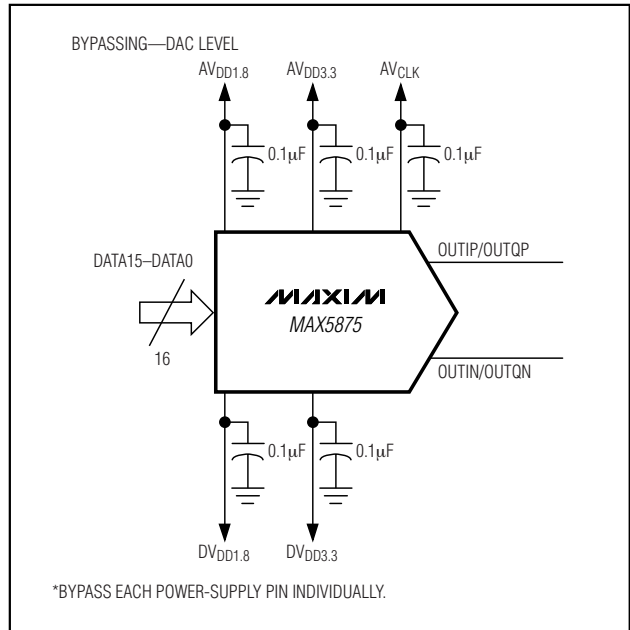 BYPASSING—DAC LEVEL
AVDD1.8 AVDD3.3 AVCLK
0.1µF 0.1µF 0.1µF
OUTIP/OUTQP
DATA15–DATA0
MAXIM
MAX5875
16
OUTIN/OUTQN
0.1µF 0.1µF
DVDD1.8 DVDD3.3
*BYPASS EACH POWER-SUPPLY PIN INDIVIDUALLY.